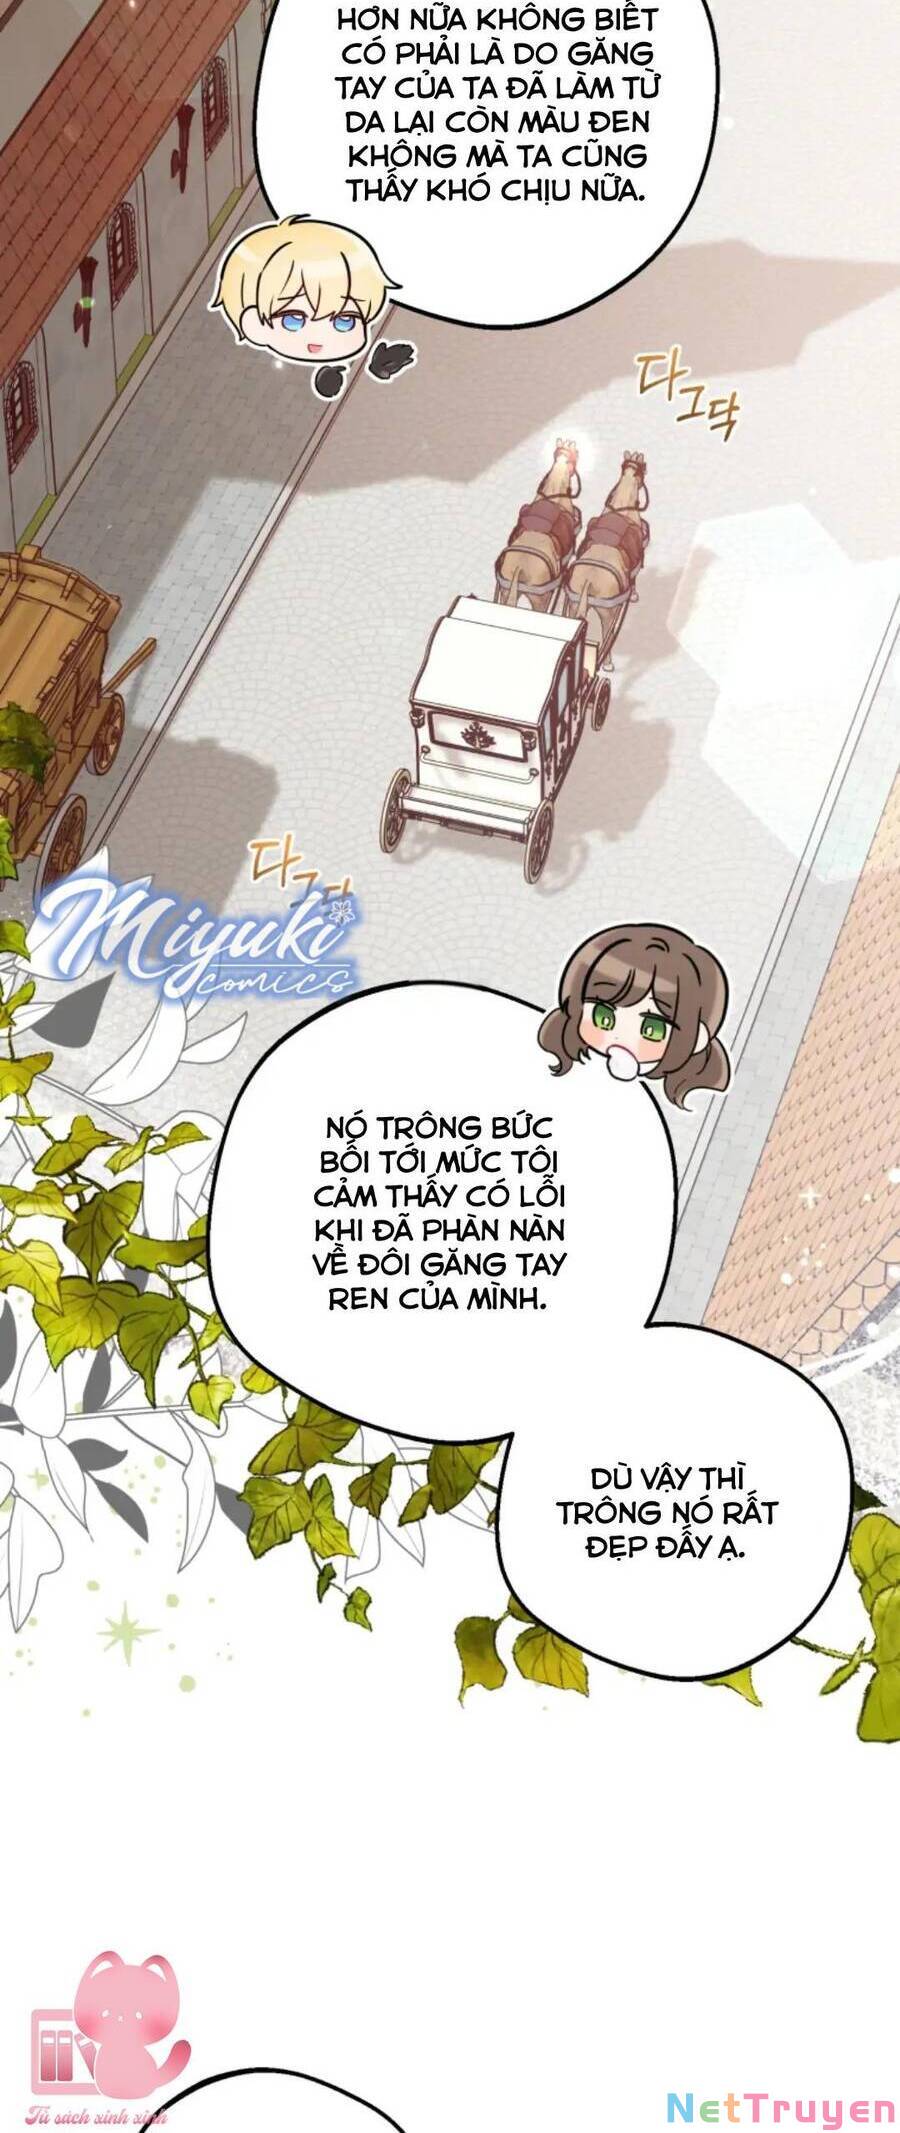 HƠN NỮA KHÔNG BIẾT
CÓ PHẢI LÀ DO GĂNG
TAY CỦA TA ĐÃ LÀM TỪ
DA LẠI CÒN MÀU ĐEN
KHÔNG MÀ TA CŨNG
THẤY KHÓ CHỊU NỮA.
다그닥
다그닥
Miyuki
comics
NÓ TRÔNG BỨC
BỐI TỚI MỨC TÔI
CẢM THẤY CÓ LỖI
KHI ĐÃ PHÀN NÀN
VỀ ĐÔI GĂNG TAY
REN CỦA MÌNH.
DÙ VẬY THÌ
TRÔNG NÓ RẤT
ĐẸP ĐẤY Ạ.
Tủ sách xinh xinh
NetTruyen